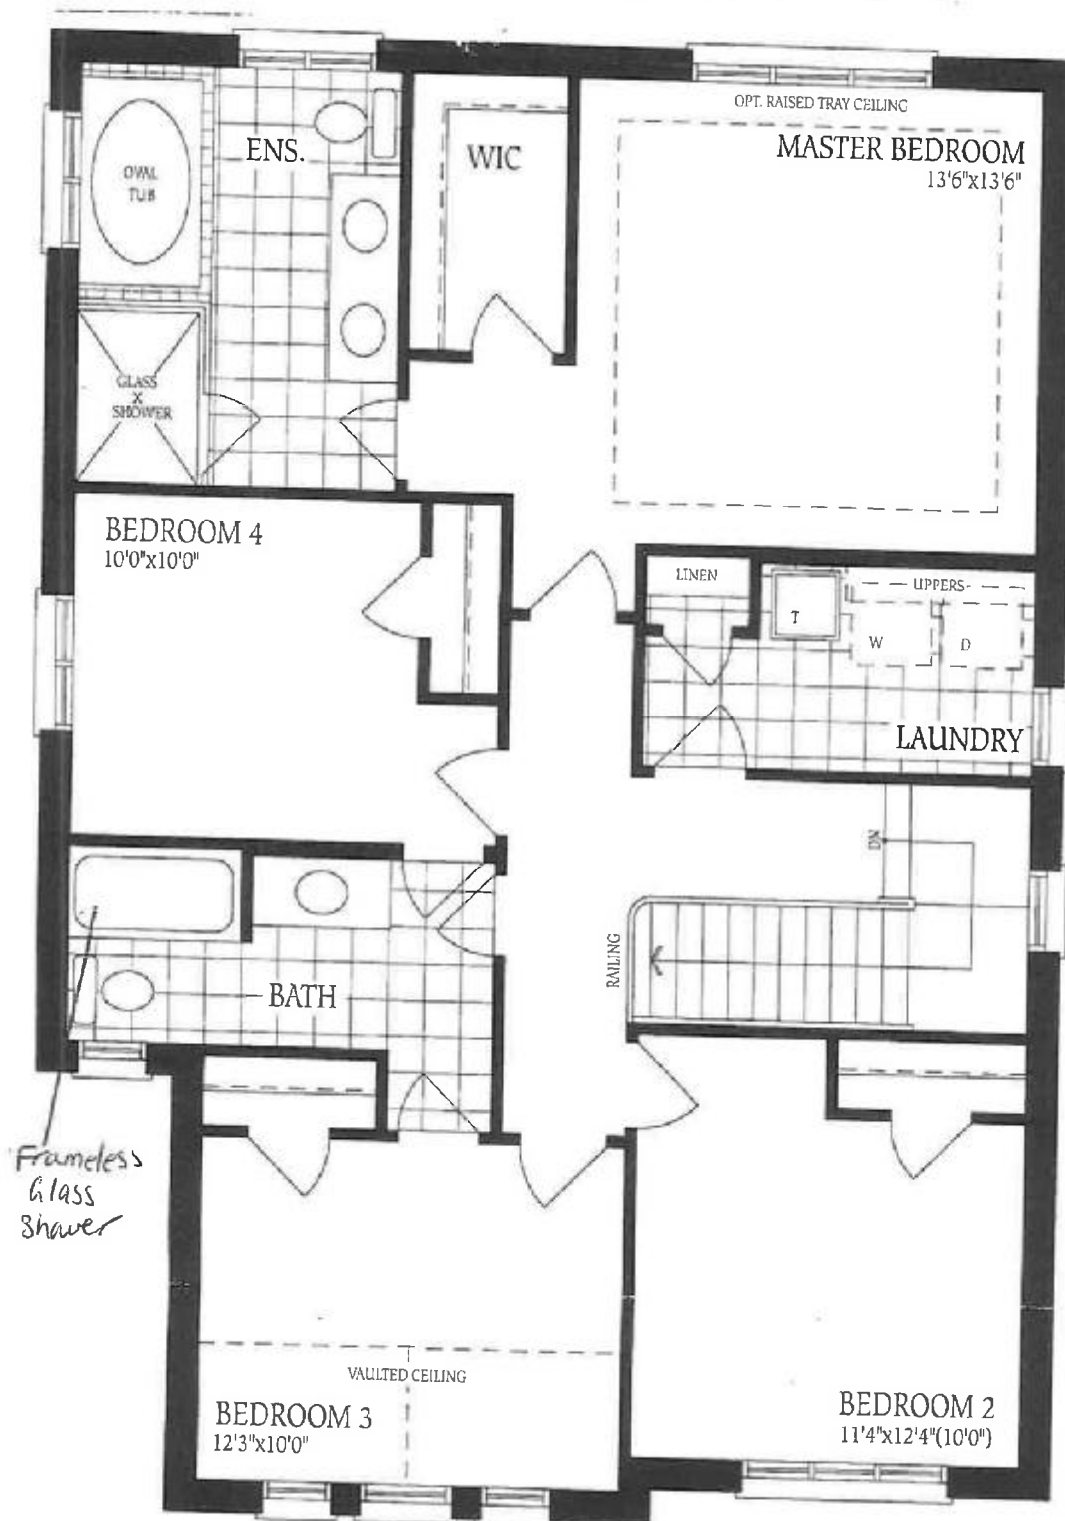 OPT. RAISED TRAY CEILING
MASTER BEDROOM
13'6"x13'6"
ENS.
WIC
OVAL
TUB
GLASS
X
SHOWER
BEDROOM 4
10'0"x10'0"
LINEN
UPPERS
T
W
D
LAUNDRY
DN
RAILING
BATH
Frameless
Glass
Shower
VAULTED CEILING
BEDROOM 3
12'3"x10'0"
BEDROOM 2
11'4"x12'4"(10'0")